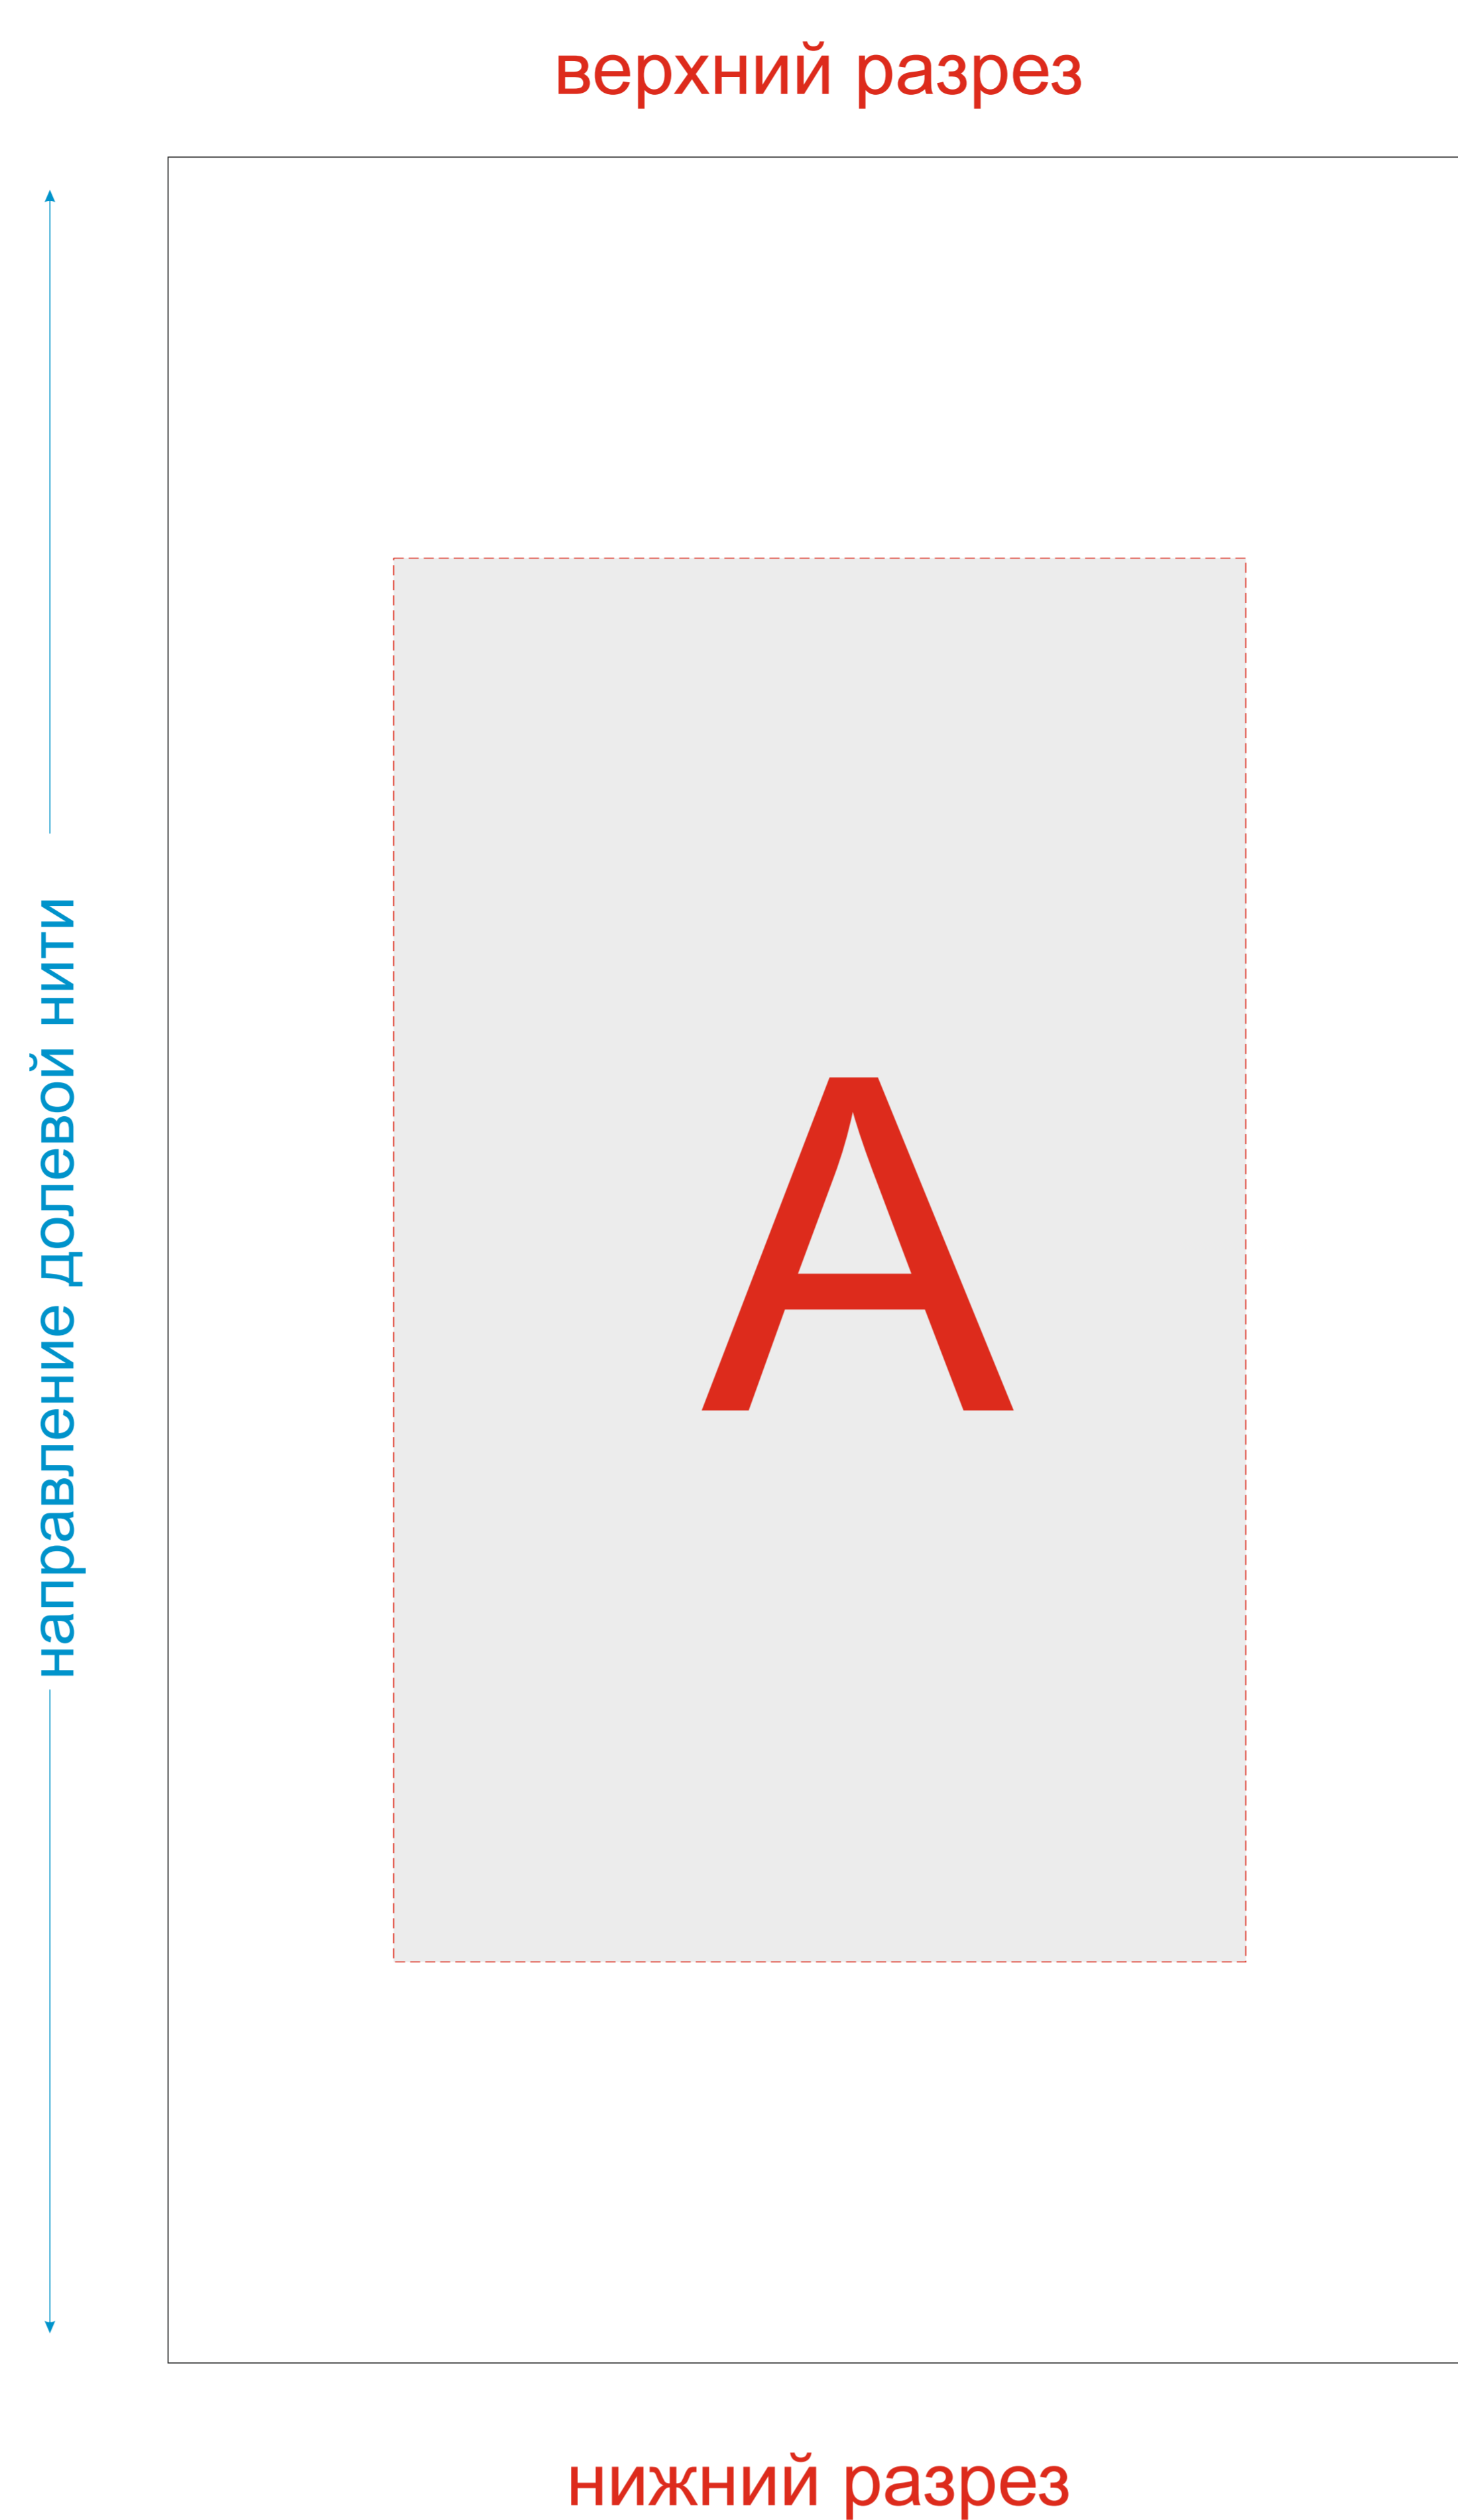 верхний разрез
направление долевой нити
А
нижний разрез